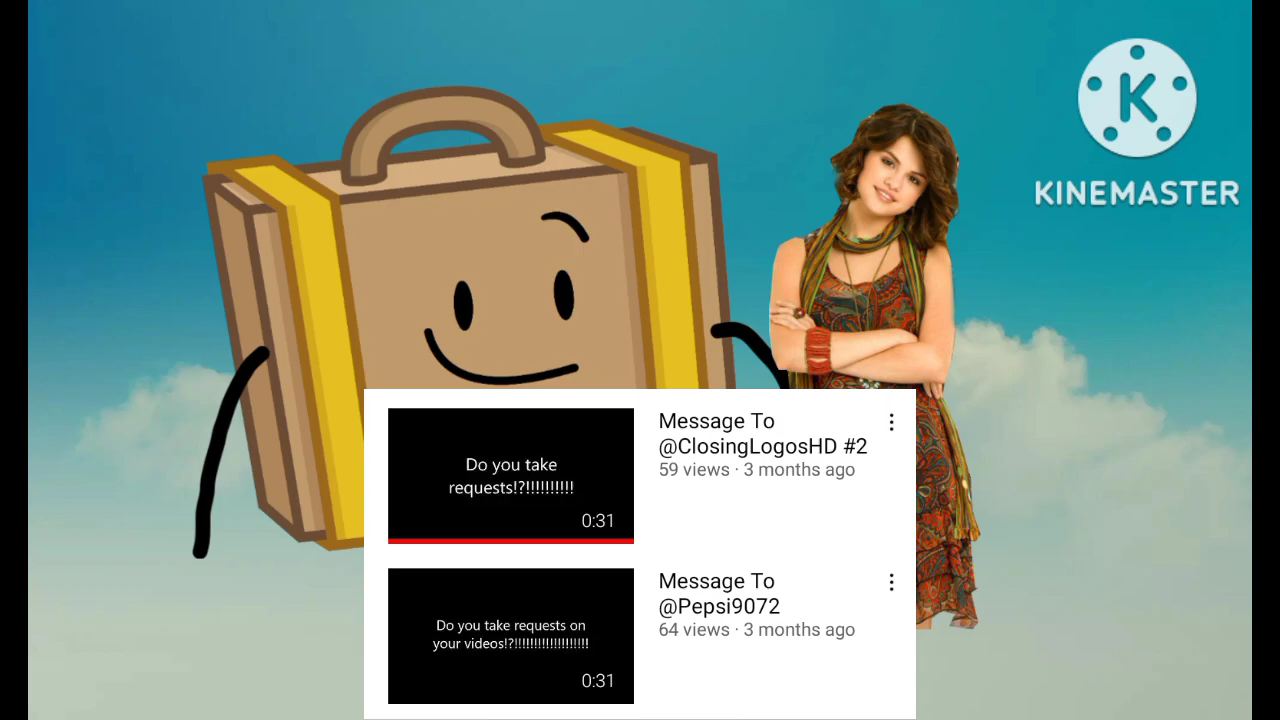 K
KINEMASTER
Do you take
requests!?!!!!!!!!!!
0:31
Message To
@ClosingLogosHD #2
59 views · 3 months ago
Do you take requests on
your videos!?!!!!!!!!!!!!!!!!!!!
0:31
Message To
@Pepsi9072
64 views · 3 months ago